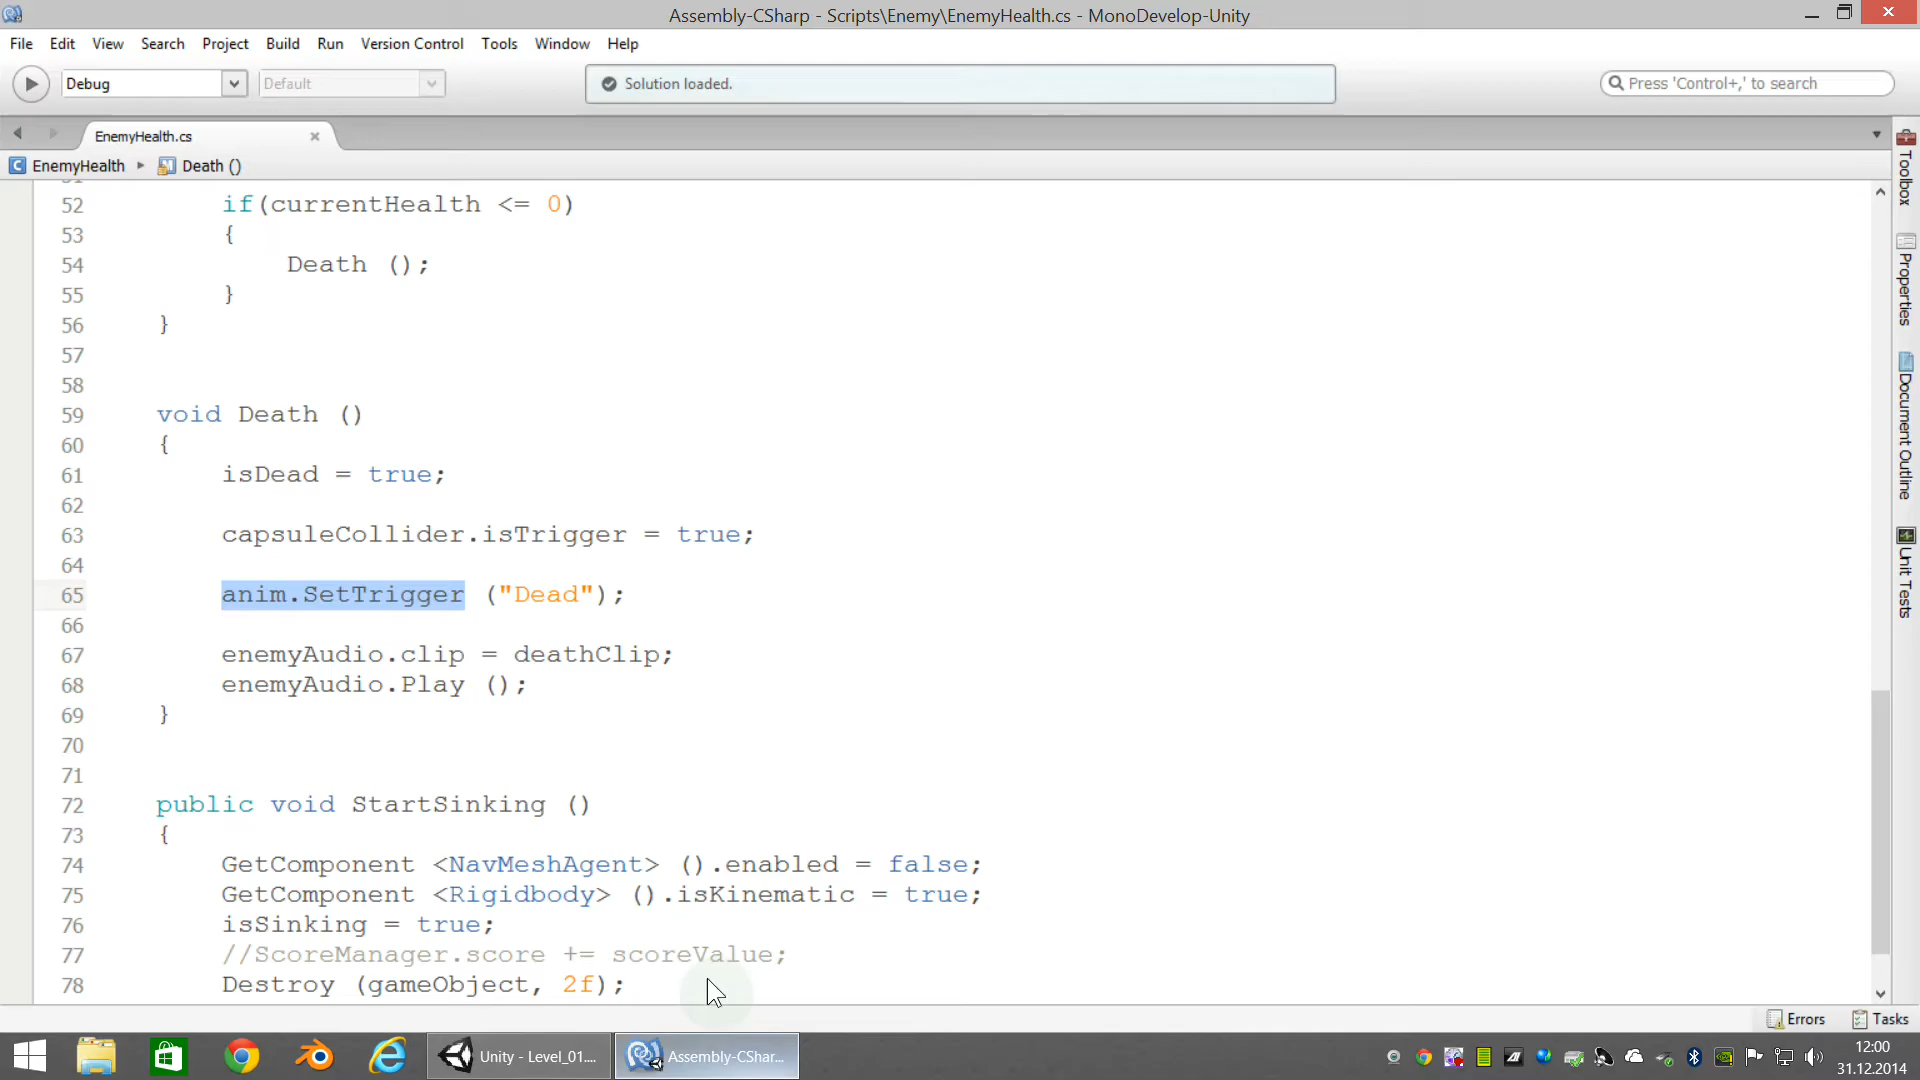 Assembly-CSharp - Scripts\Enemy\EnemyHealth.cs - MonoDevelop-Unity
File Edit View Search Project Build Run Version Control Tools Window Help
Debug Default Solution loaded. Press 'Control+,' to search
EnemyHealth.cs
EnemyHealth Death ()
52 if(currentHealth <= 0)
53 {
54 Death ();
55 }
56 }
57
58
59 void Death ()
60 {
61 isDead = true;
62
63 capsuleCollider.isTrigger = true;
64
65 anim.SetTrigger ("Dead");
66
67 enemyAudio.clip = deathClip;
68 enemyAudio.Play ();
69 }
70
71
72 public void StartSinking ()
73 {
74 GetComponent <NavMeshAgent> ().enabled = false;
75 GetComponent <Rigidbody> ().isKinematic = true;
76 isSinking = true;
77 //ScoreManager.score += scoreValue;
78 Destroy (gameObject, 2f);
Toolbox
Properties
Document Outline
Unit Tests
Errors Tasks
Unity - Level_01.... Assembly-CShar...
12:00
31.12.2014